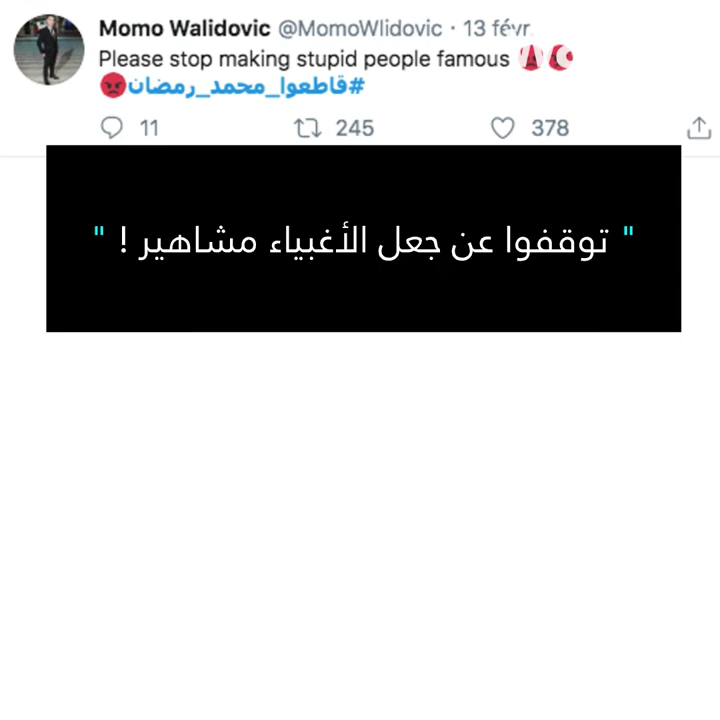 Momo Walidovic @MomoWlidovic · 13 févr.
Please stop making stupid people famous
#قاطعوا_محمد_رمضان
11 245 378
" توقفوا عن جعل الأغبياء مشاهير ! "